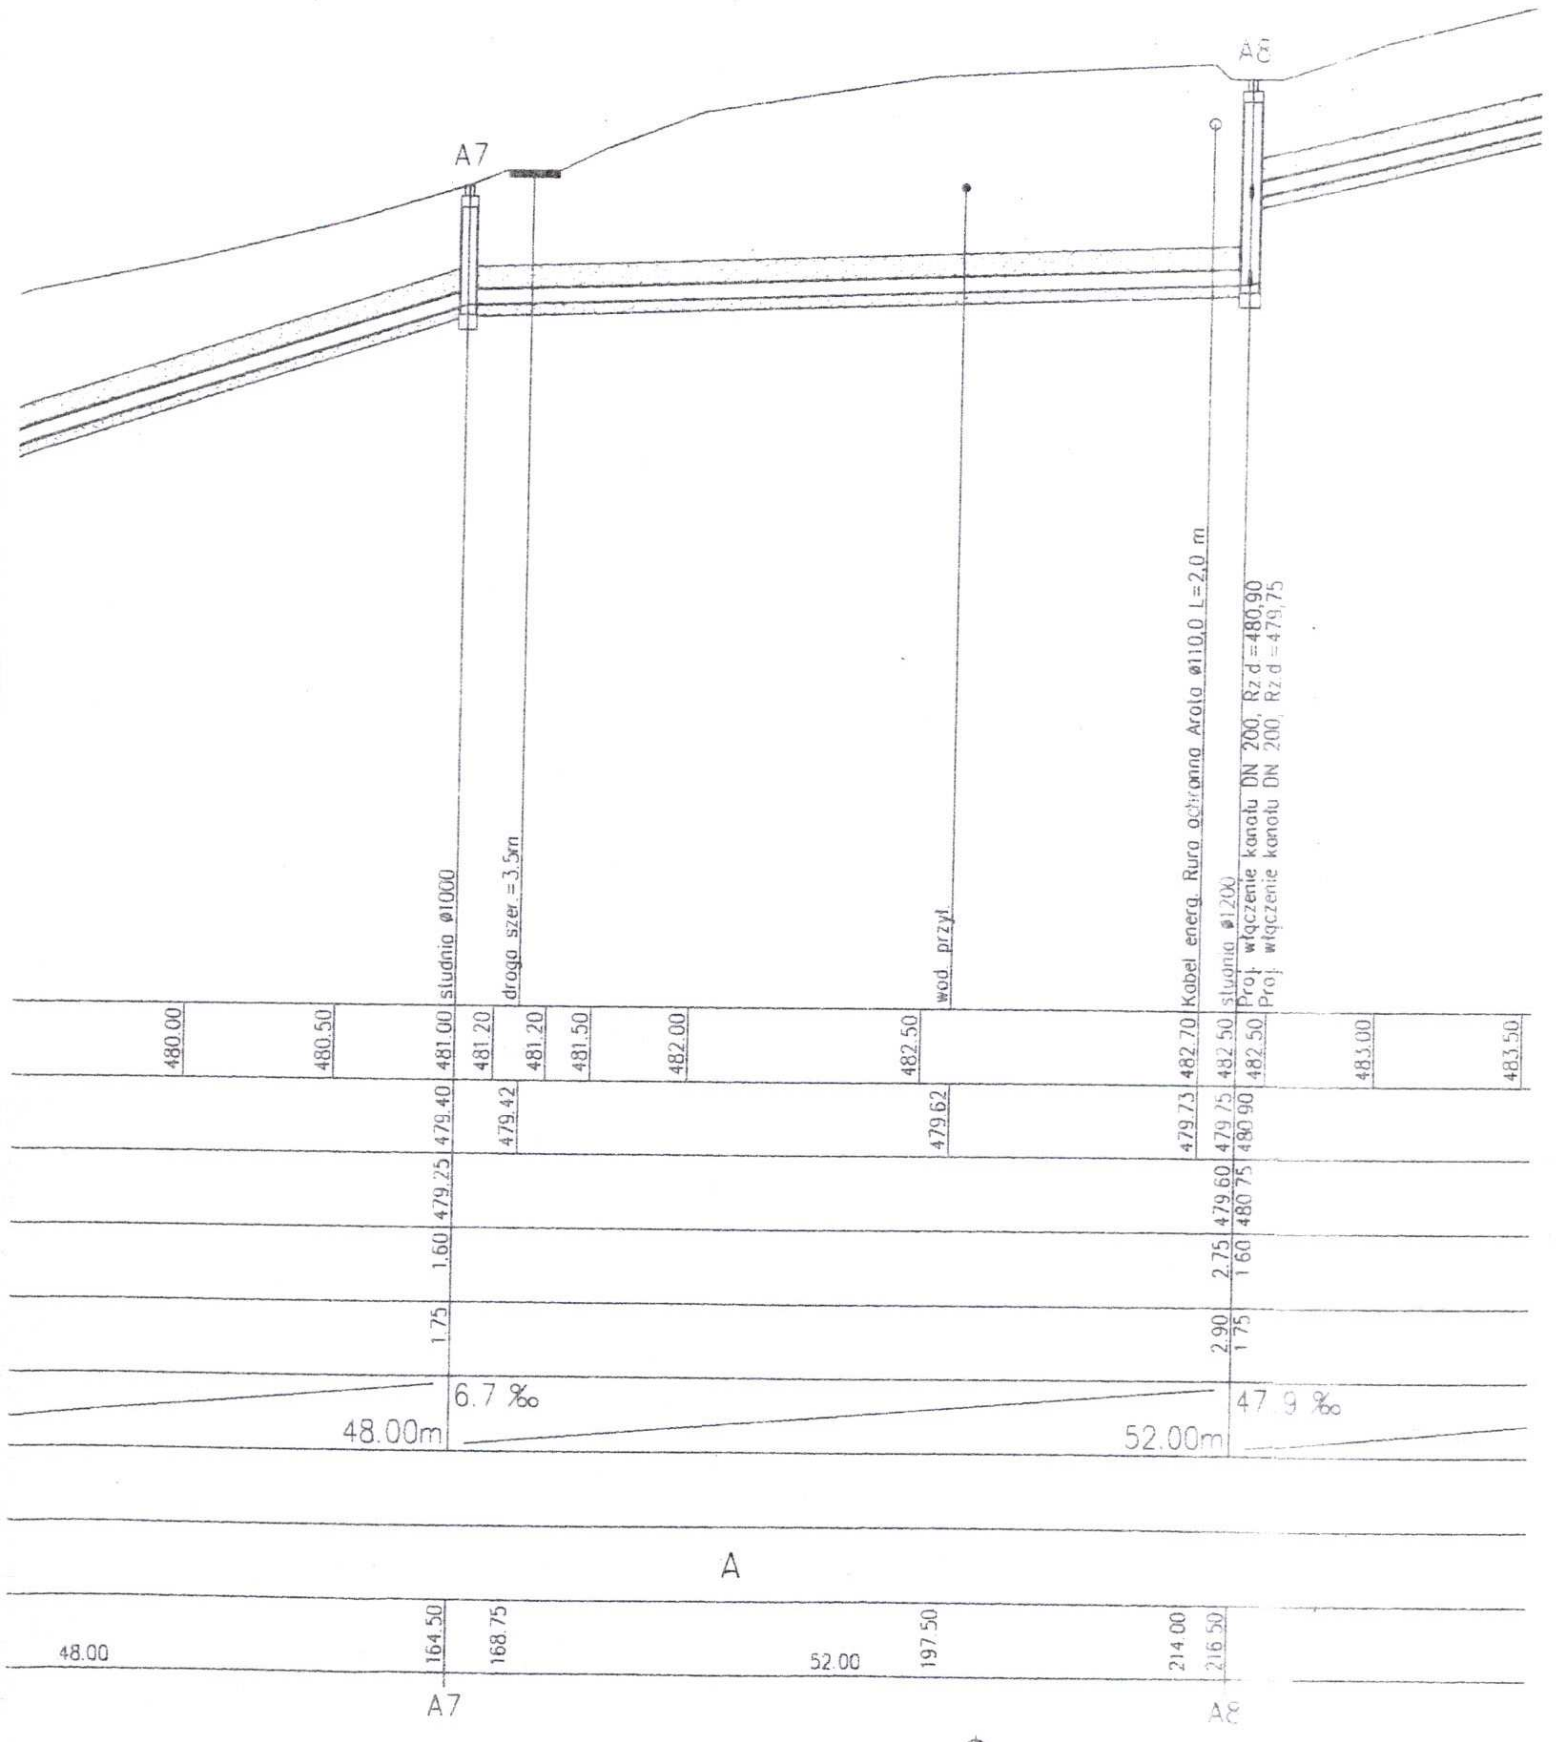 A8
A7
studnia ø1000
droga szer.=3.5m
wod. przył.
Kabel energ. Rura ochronna Arota ø110,0 L=2,0 m
studnia ø1200
Proj. włączenie kanału DN 200, Rz.d=480,90
Proj. włączenie kanału DN 200, Rz.d=479,75
480.00 480.50 481.00 481.20 481.20 481.50 482.00 482.50 482.70 482.50 482.50 483.00 483.50
479.40 479.42 479.62 479.73 479.75 480.90
479.25 479.60 480.75
1.60 2.75 1.60
1.75 2.90 1.75
6.7 ‰ 47.9 ‰
48.00m 52.00m
A
164.50 168.75 197.50 214.00 216.50
48.00 52.00
A7 A8